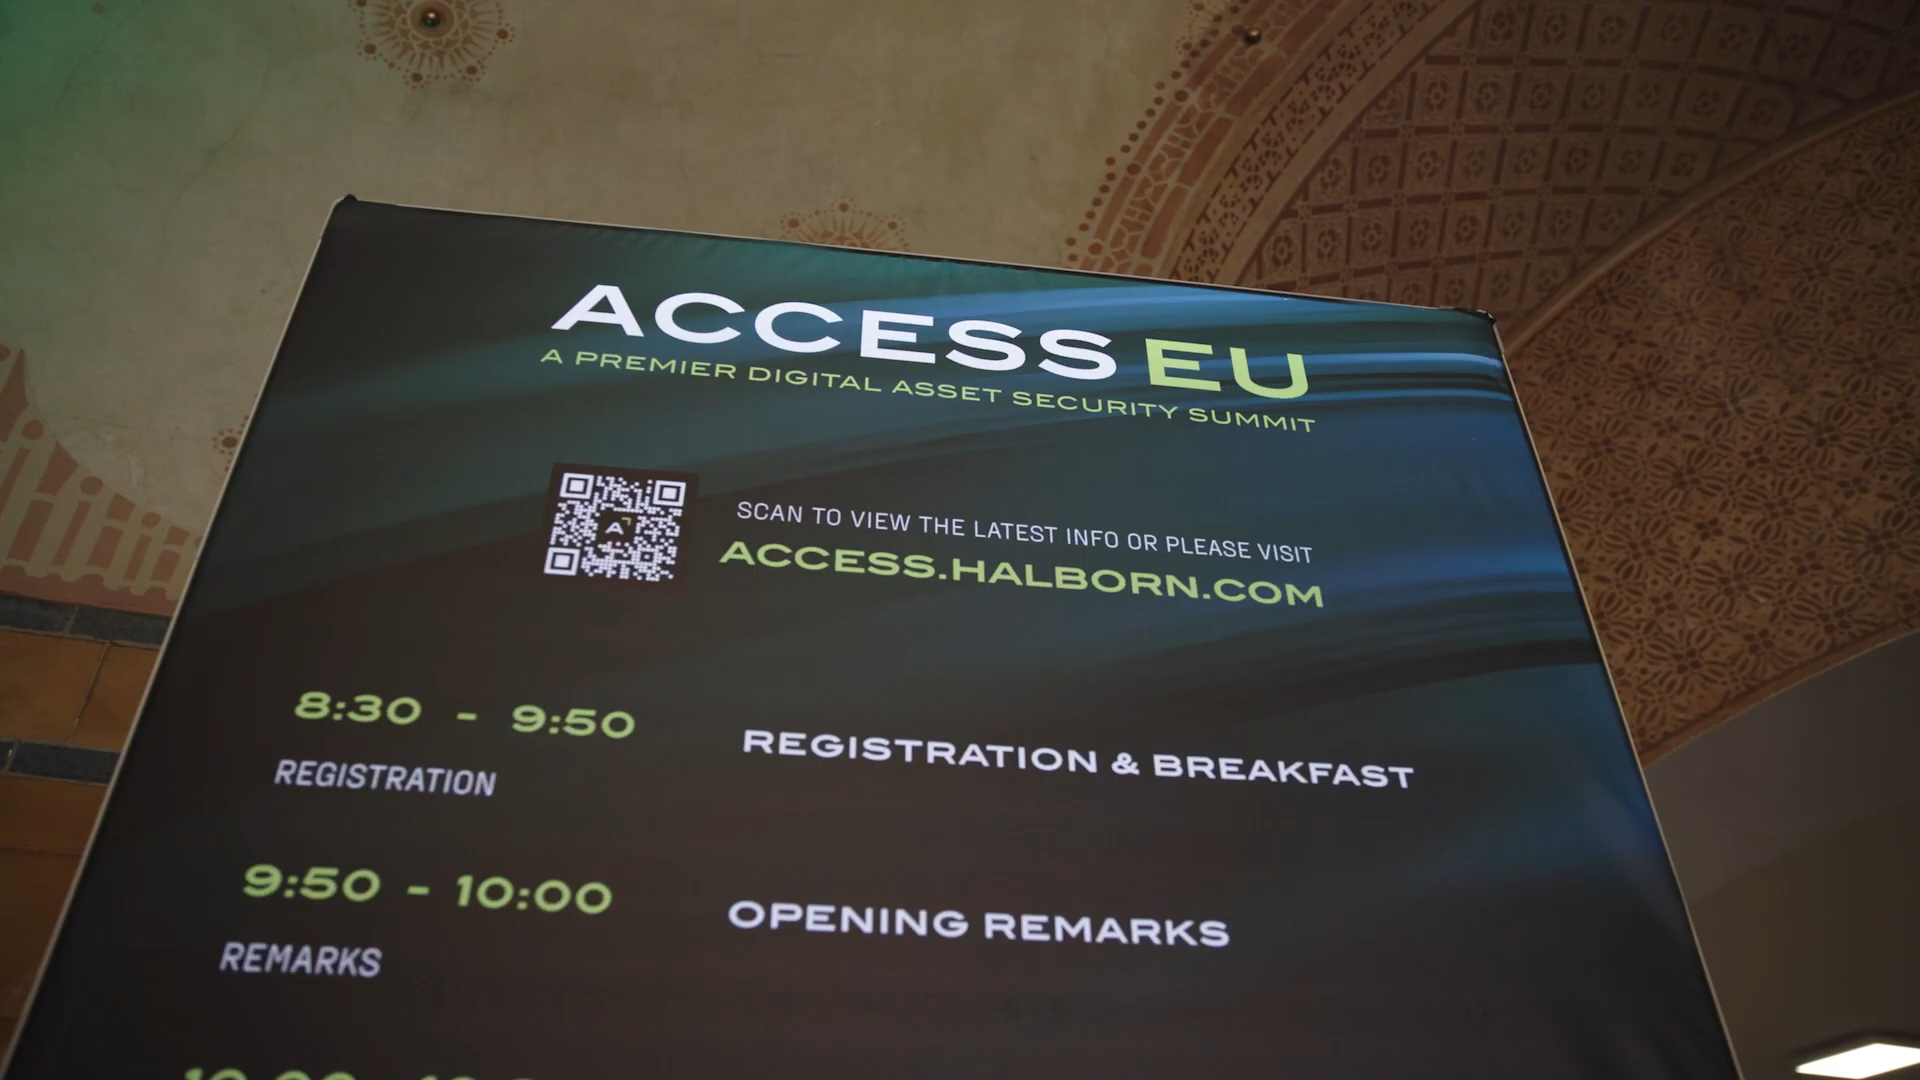 ACCESS EU
A PREMIER DIGITAL ASSET SECURITY SUMMIT
SCAN TO VIEW THE LATEST INFO OR PLEASE VISIT
ACCESS.HALBORN.COM
8:30 - 9:50
REGISTRATION & BREAKFAST
REGISTRATION
9:50 - 10:00
OPENING REMARKS
REMARKS